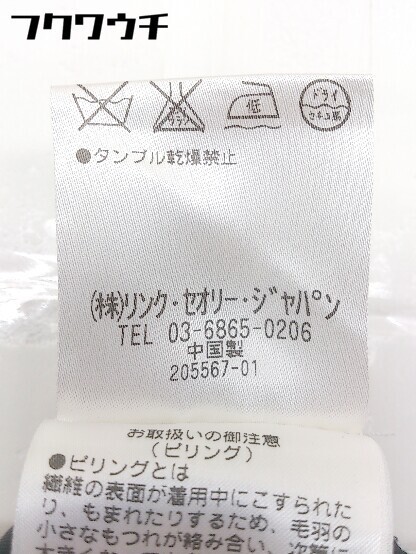 フクワウチ
低
ドライ
セキユ系
●タンブル乾燥禁止
(株)リンク・セオリー・ジャパン
TEL 03-6865-0206
中国製
205567-01
お取扱いの御注意
(ピリング)
●ピリングとは
繊維の表面が着用中にこすられた
り、もまれたりするため、毛羽の
小さなもつれが絡み合い、次第に